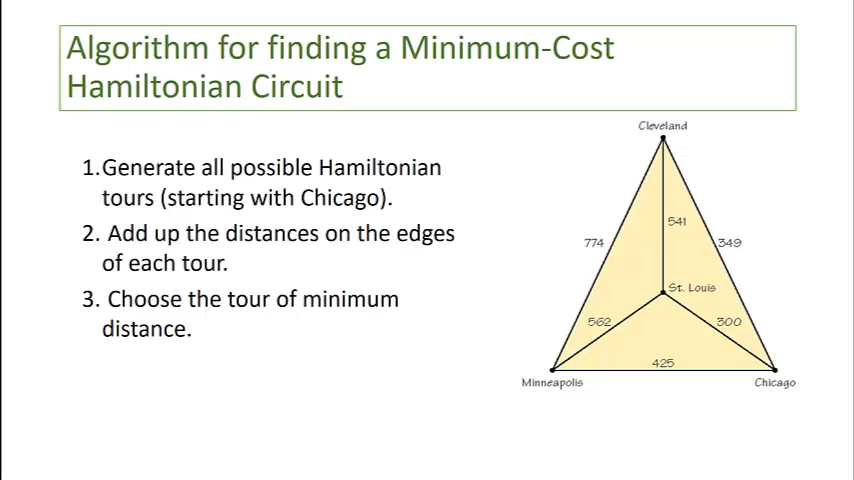 Algorithm for finding a Minimum-Cost
Hamiltonian Circuit
1.Generate all possible Hamiltonian
tours (starting with Chicago).
2. Add up the distances on the edges
of each tour.
3. Choose the tour of minimum
distance.
Cleveland
541
774
349
St. Louis
562
300
425
Minneapolis
Chicago